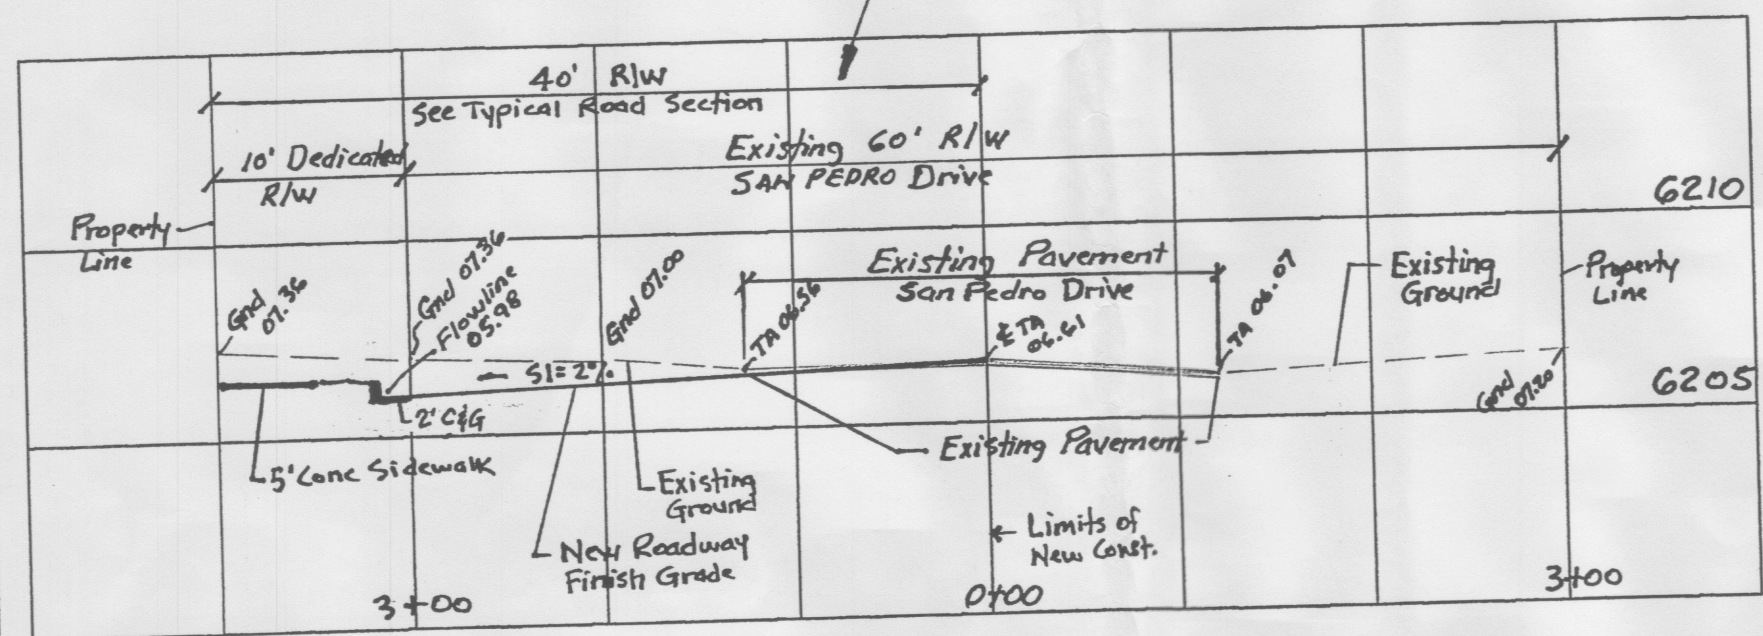 40' R/W
See Typical Road Section
10' Dedicated
R/W
Existing 60' R/W
SAN PEDRO Drive
6210
Property
Line
Gnd
07.36
Gnd 07.36
Flowline
05.98
Gnd 07.00
TA 06.56
Existing Pavement
San Pedro Drive
℄ TA
06.61
TA 06.07
Existing
Ground
Property
Line
S1=2%
6205
Gnd
07.20
2' C&G
5' Conc Sidewalk
Existing Pavement
Existing
Ground
Limits of
New Const.
New Roadway
Finish Grade
3+00
0+00
3+00